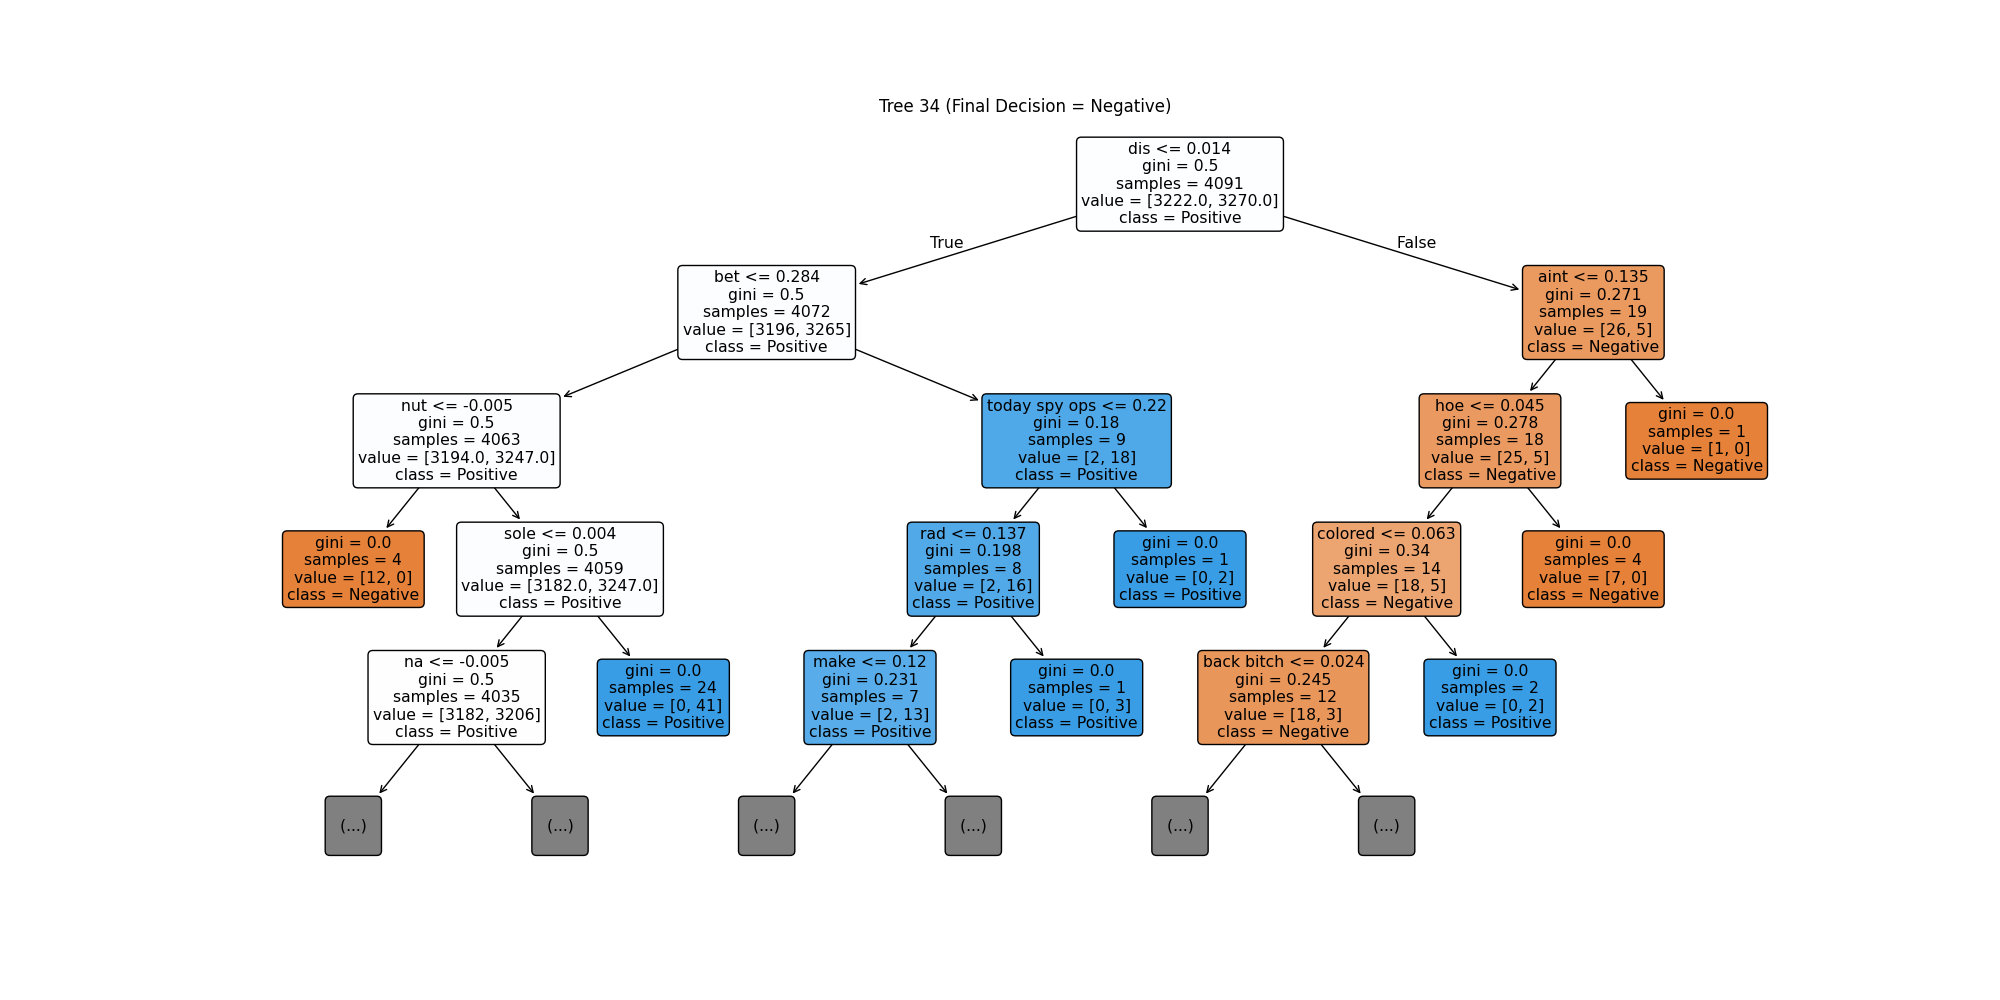 Tree 34 (Final Decision = Negative)
dis <= 0.014
gini = 0.5
samples = 4091
value = [3222.0, 3270.0]
class = Positive
True
False
bet <= 0.284
gini = 0.5
samples = 4072
value = [3196, 3265]
class = Positive
aint <= 0.135
gini = 0.271
samples = 19
value = [26, 5]
class = Negative
nut <= -0.005
gini = 0.5
samples = 4063
value = [3194.0, 3247.0]
class = Positive
today spy ops <= 0.22
gini = 0.18
samples = 9
value = [2, 18]
class = Positive
hoe <= 0.045
gini = 0.278
samples = 18
value = [25, 5]
class = Negative
gini = 0.0
samples = 1
value = [1, 0]
class = Negative
gini = 0.0
samples = 4
value = [12, 0]
class = Negative
sole <= 0.004
gini = 0.5
samples = 4059
value = [3182.0, 3247.0]
class = Positive
rad <= 0.137
gini = 0.198
samples = 8
value = [2, 16]
class = Positive
gini = 0.0
samples = 1
value = [0, 2]
class = Positive
colored <= 0.063
gini = 0.34
samples = 14
value = [18, 5]
class = Negative
gini = 0.0
samples = 4
value = [7, 0]
class = Negative
na <= -0.005
gini = 0.5
samples = 4035
value = [3182, 3206]
class = Positive
gini = 0.0
samples = 24
value = [0, 41]
class = Positive
make <= 0.12
gini = 0.231
samples = 7
value = [2, 13]
class = Positive
gini = 0.0
samples = 1
value = [0, 3]
class = Positive
back bitch <= 0.024
gini = 0.245
samples = 12
value = [18, 3]
class = Negative
gini = 0.0
samples = 2
value = [0, 2]
class = Positive
(...)
(...)
(...)
(...)
(...)
(...)